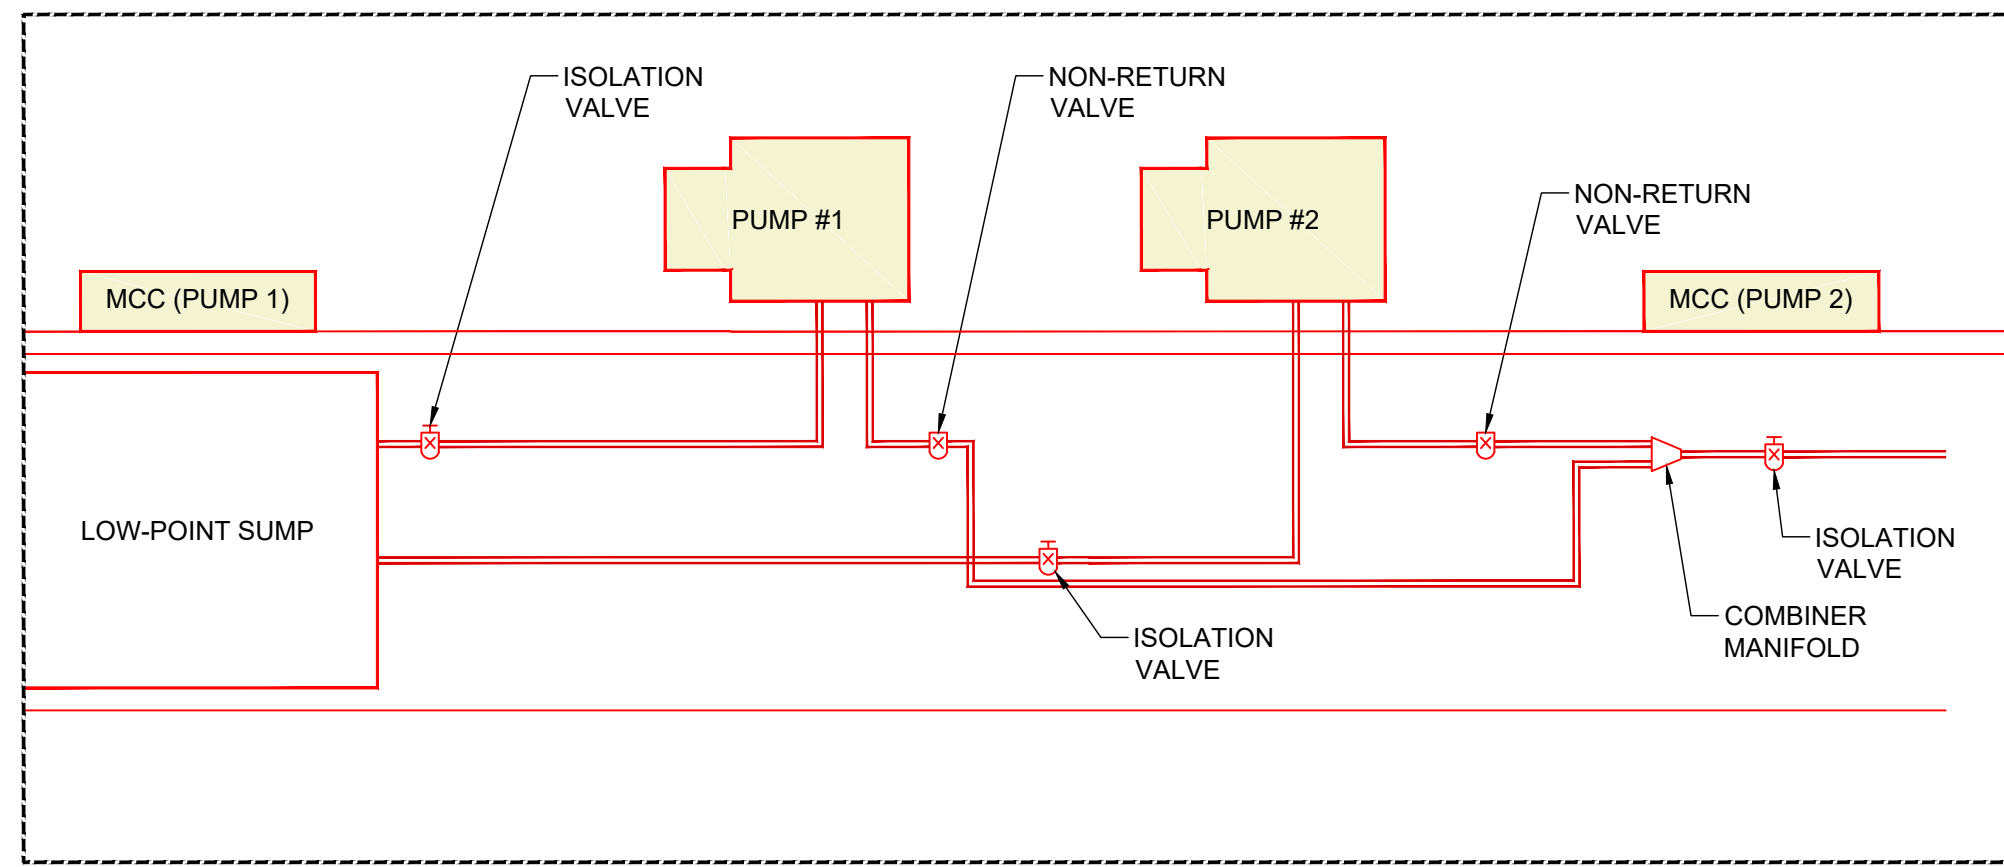 ISOLATION
VALVE
NON-RETURN
VALVE
NON-RETURN
VALVE
PUMP #1
PUMP #2
MCC (PUMP 1)
MCC (PUMP 2)
LOW-POINT SUMP
ISOLATION
VALVE
ISOLATION
VALVE
COMBINER
MANIFOLD